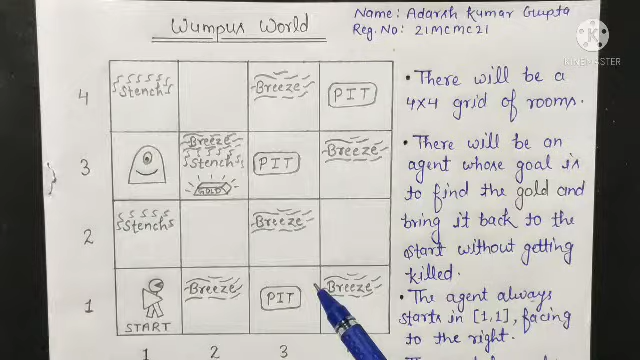 Wumpus World
Name: Adarsh Kumar Gupta
Reg.No: 21MCMC21
KINEMASTER
4
Stench
Breeze
PIT
3
Breeze
Stench
GOLD
PIT
Breeze
2
Stench
Breeze
1
START
Breeze
PIT
Breeze
1
2
3
• There will be a
4x4 grid of rooms.
• There will be an
agent whose goal is
to find the gold and
bring it back to the
start without getting
killed.
• The agent always
starts in [1,1], facing
to the right.